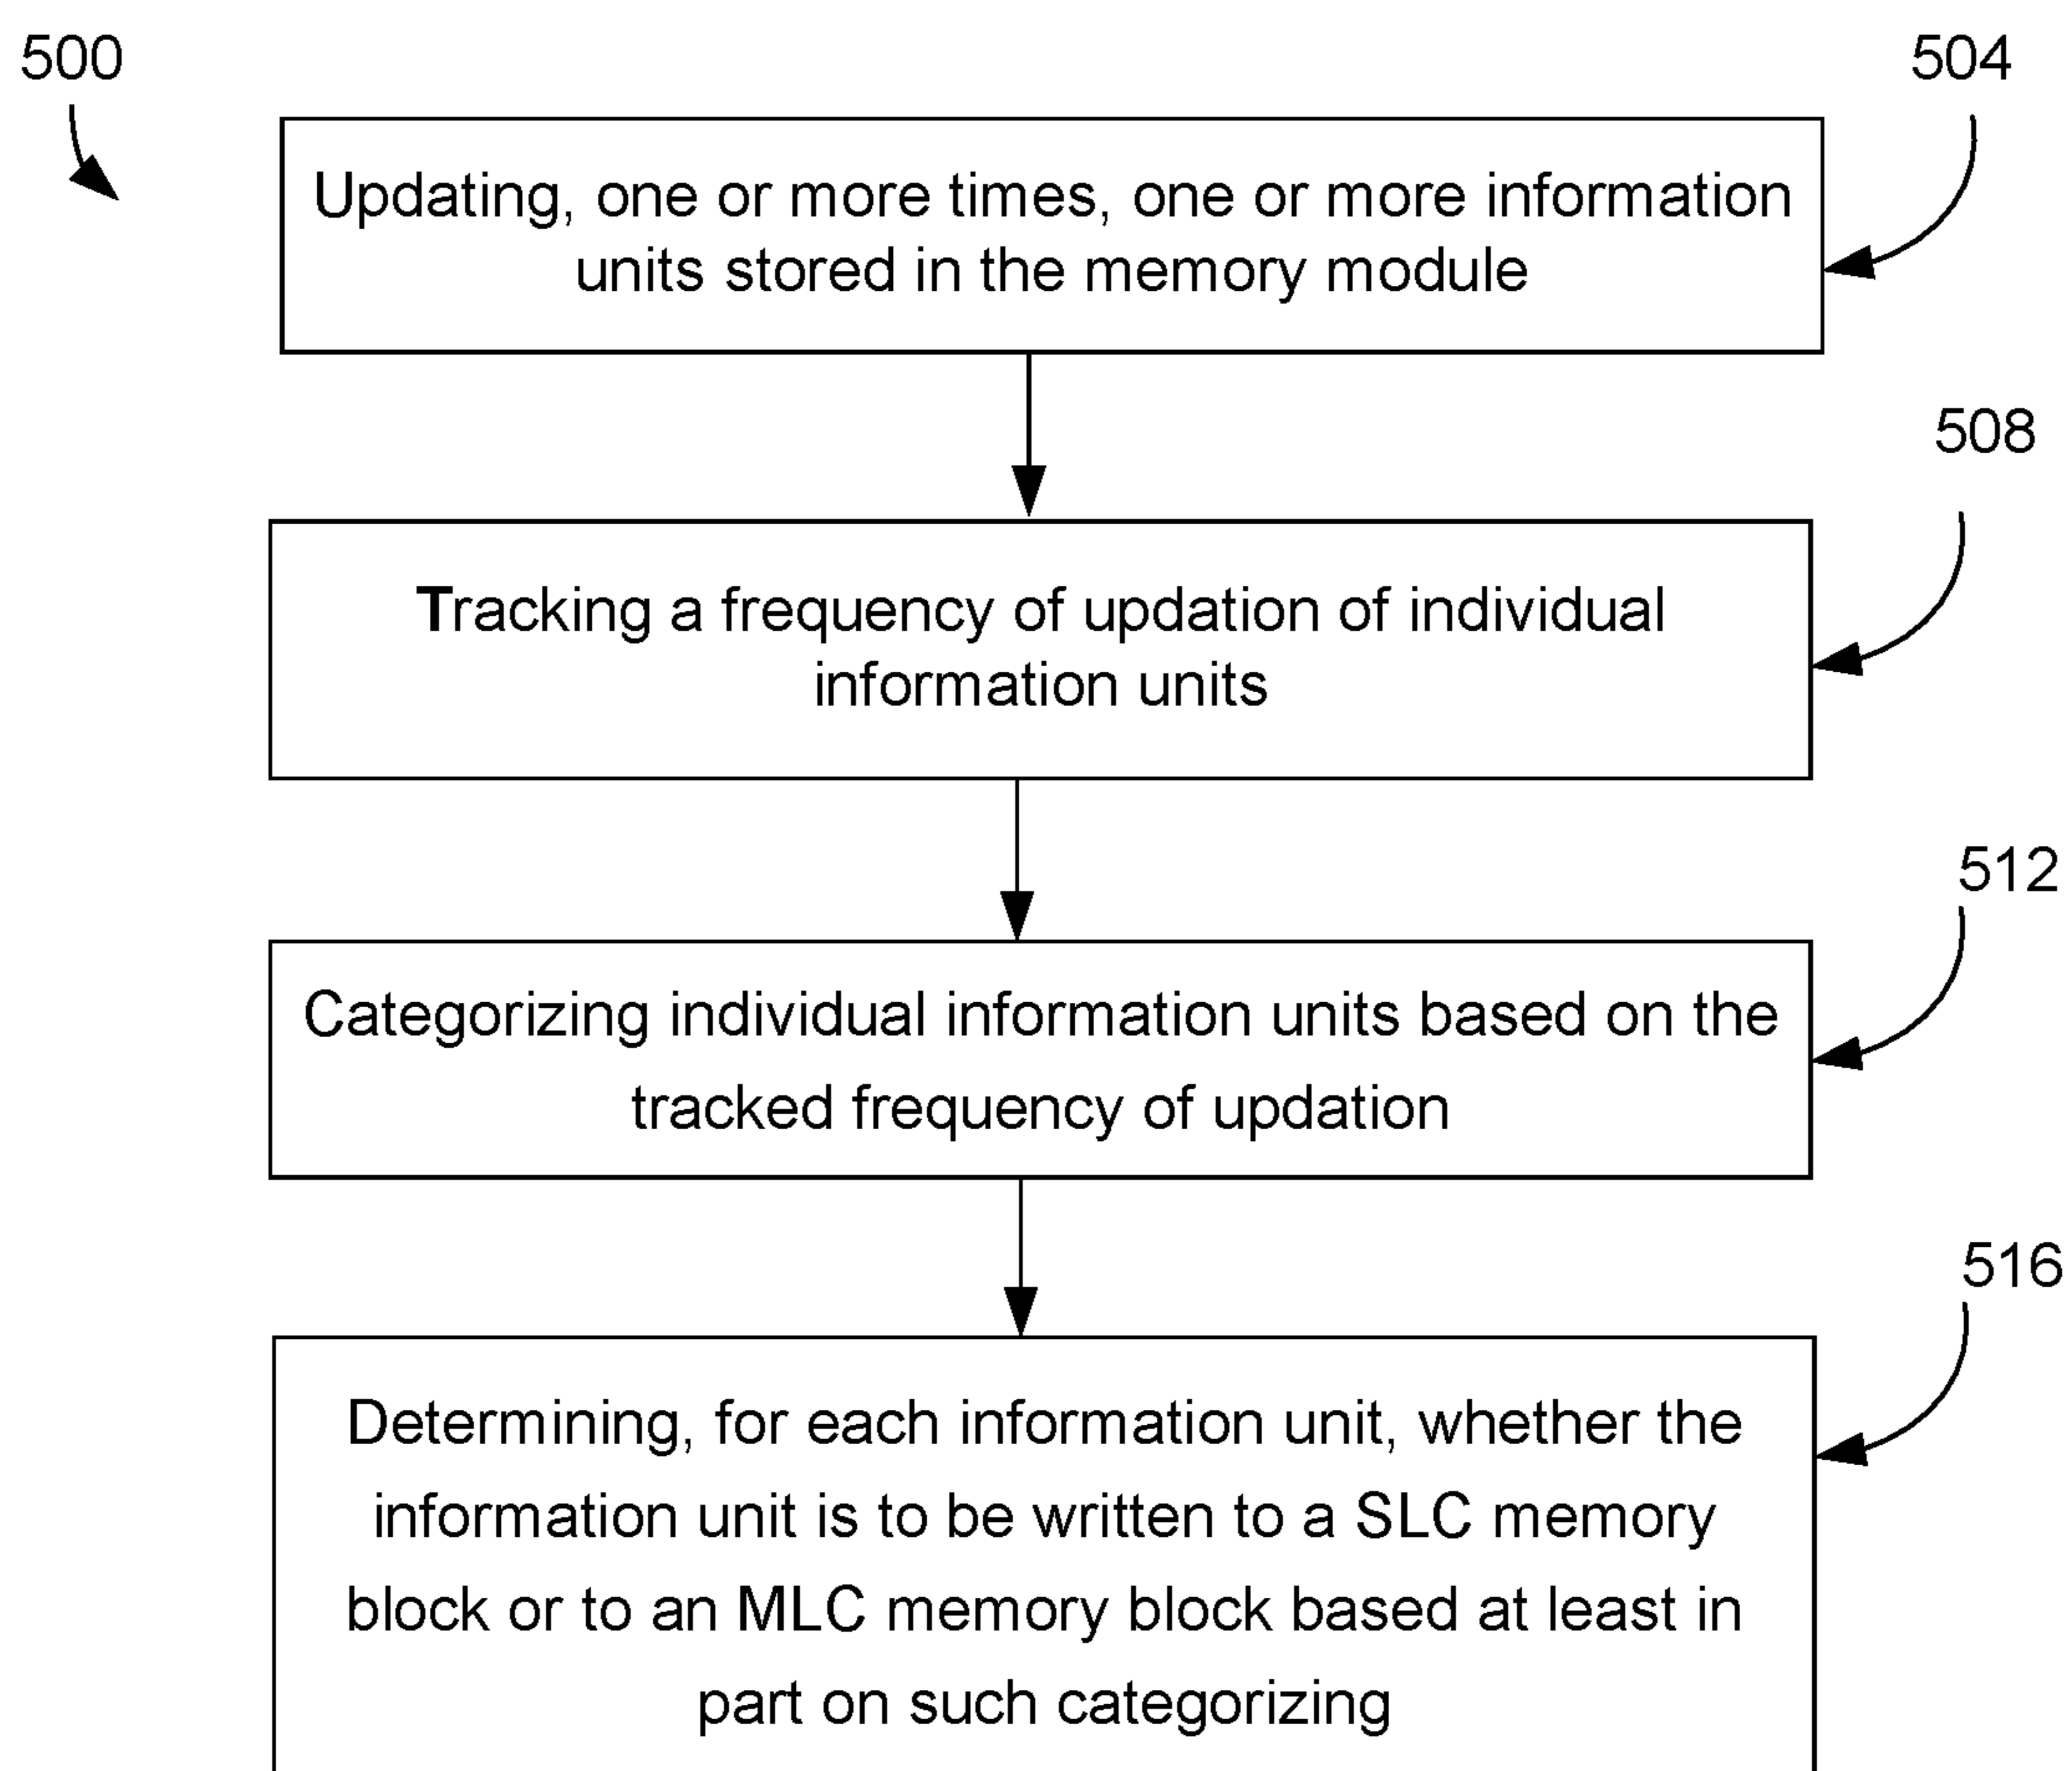 500
504
Updating, one or more times, one or more information
units stored in the memory module
508
Tracking a frequency of updation of individual
information units
512
Categorizing individual information units based on the
tracked frequency of updation
516
Determining, for each information unit, whether the
information unit is to be written to a SLC memory
block or to an MLC memory block based at least in
part on such categorizing